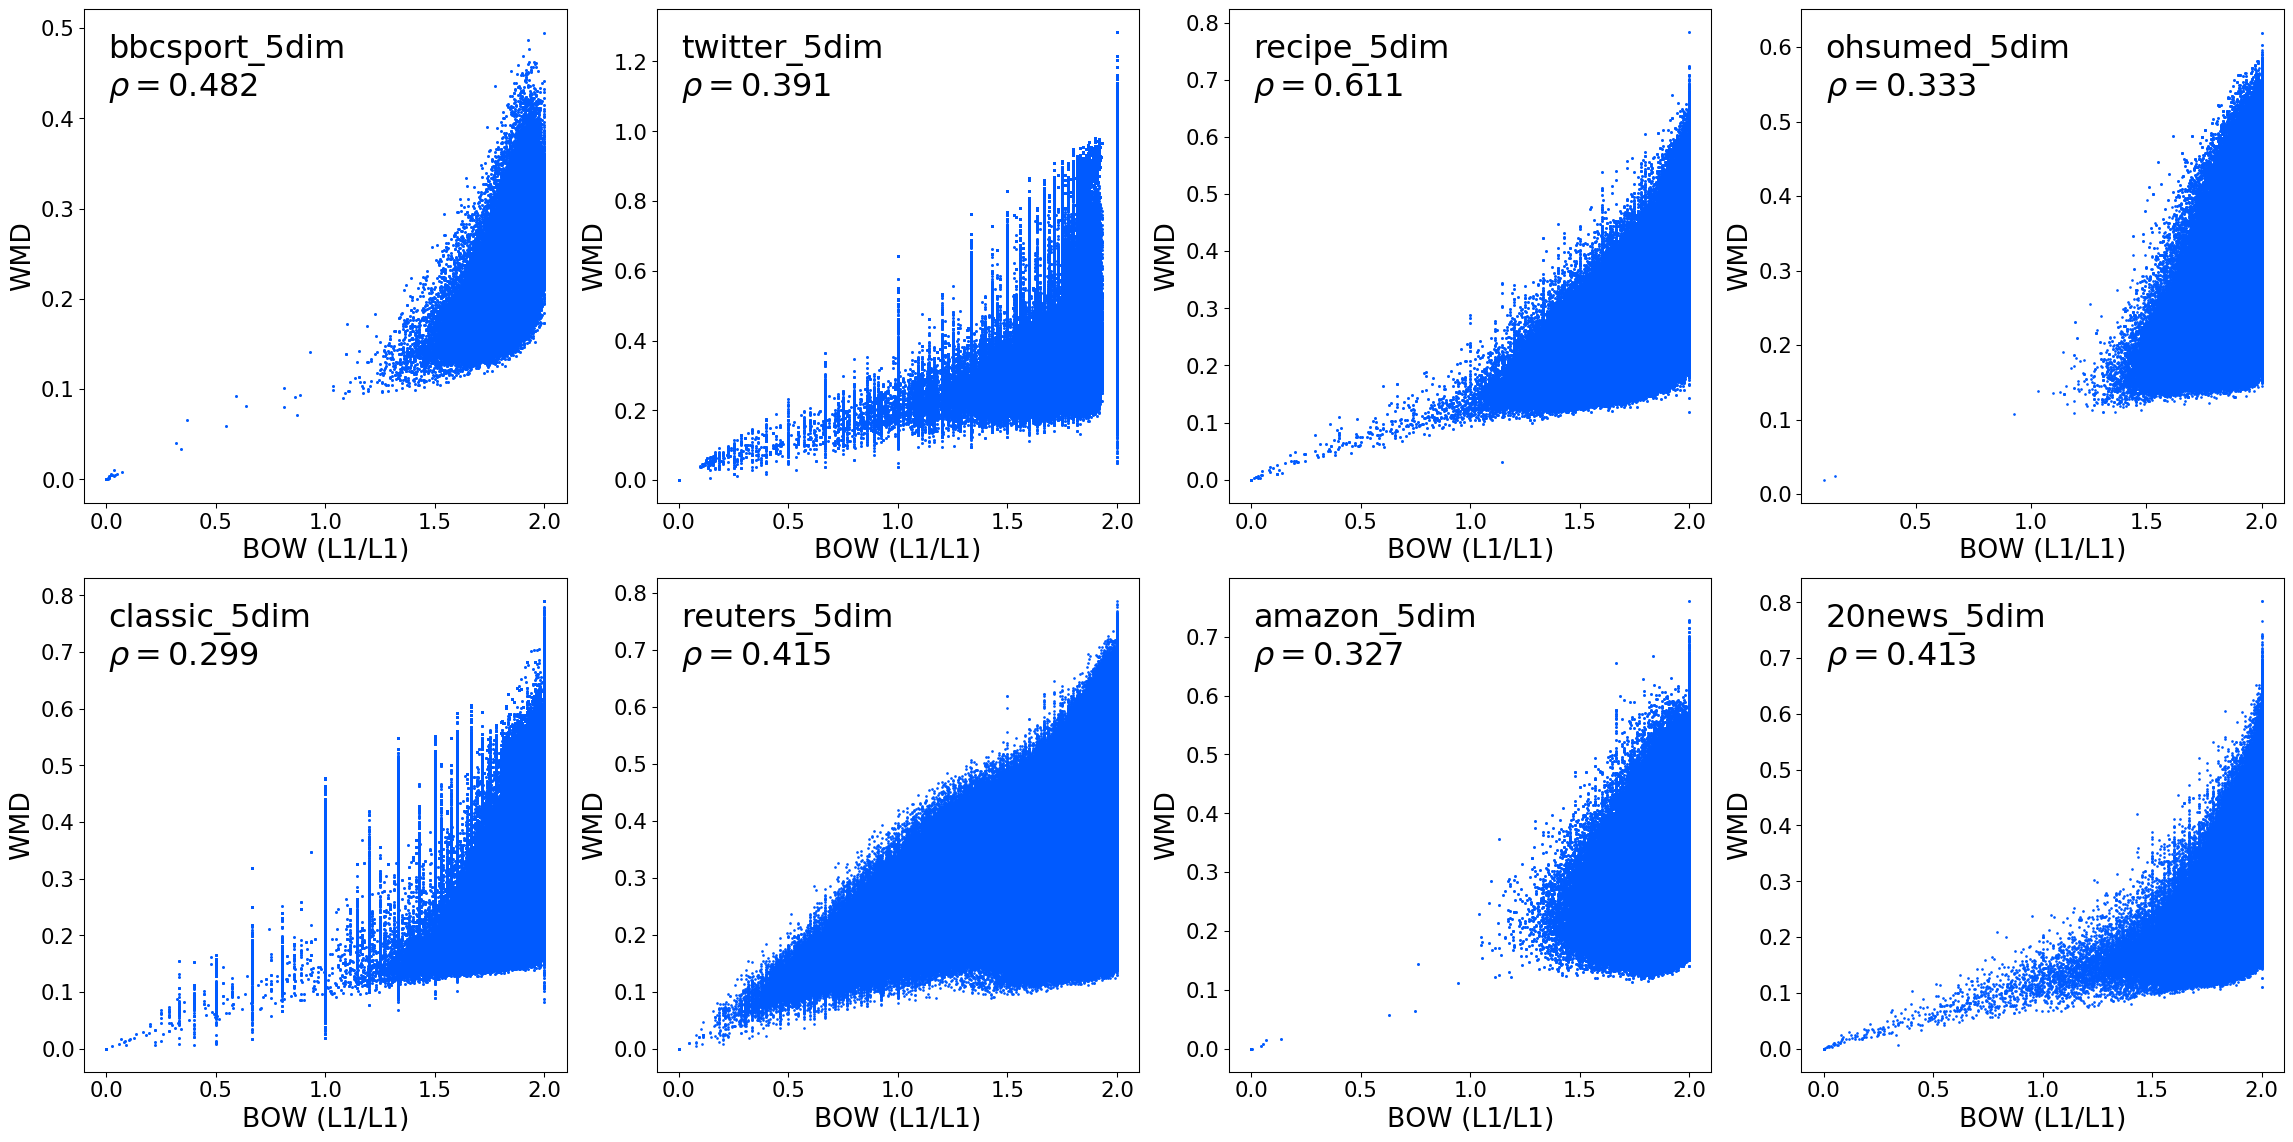 bbcsport_5dim
ρ = 0.482
0.5
0.4
0.3
0.2
0.1
0.0
WMD
0.0 0.5 1.0 1.5 2.0
BOW (L1/L1)
twitter_5dim
ρ = 0.391
1.2
1.0
0.8
0.6
0.4
0.2
0.0
WMD
0.0 0.5 1.0 1.5 2.0
BOW (L1/L1)
recipe_5dim
ρ = 0.611
0.8
0.7
0.6
0.5
0.4
0.3
0.2
0.1
0.0
WMD
0.0 0.5 1.0 1.5 2.0
BOW (L1/L1)
ohsumed_5dim
ρ = 0.333
0.6
0.5
0.4
0.3
0.2
0.1
0.0
WMD
0.5 1.0 1.5 2.0
BOW (L1/L1)
classic_5dim
ρ = 0.299
0.8
0.7
0.6
0.5
0.4
0.3
0.2
0.1
0.0
WMD
0.0 0.5 1.0 1.5 2.0
BOW (L1/L1)
reuters_5dim
ρ = 0.415
0.8
0.7
0.6
0.5
0.4
0.3
0.2
0.1
0.0
WMD
0.0 0.5 1.0 1.5 2.0
BOW (L1/L1)
amazon_5dim
ρ = 0.327
0.7
0.6
0.5
0.4
0.3
0.2
0.1
0.0
WMD
0.0 0.5 1.0 1.5 2.0
BOW (L1/L1)
20news_5dim
ρ = 0.413
0.8
0.7
0.6
0.5
0.4
0.3
0.2
0.1
0.0
WMD
0.0 0.5 1.0 1.5 2.0
BOW (L1/L1)